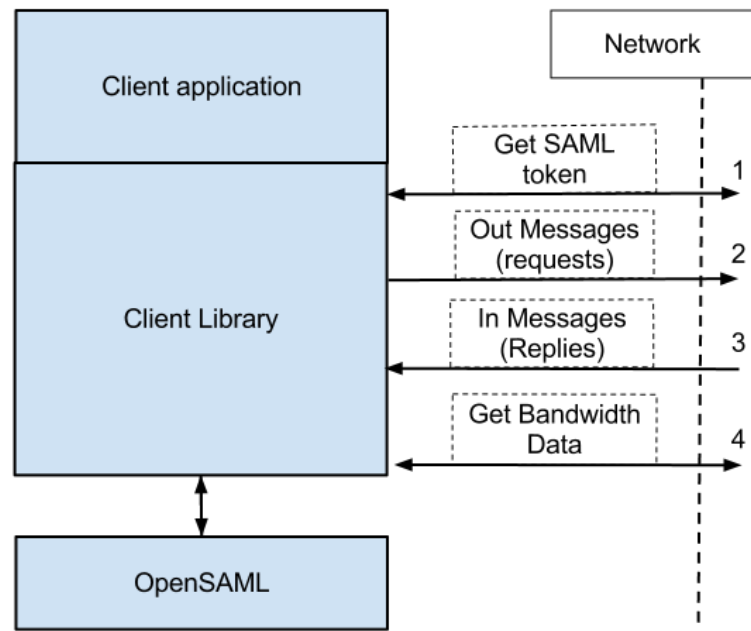 Client application
Network
Get SAML
token
1
Out Messages
(requests)
2
Client Library
In Messages
(Replies)
3
Get Bandwidth
Data
4
OpenSAML